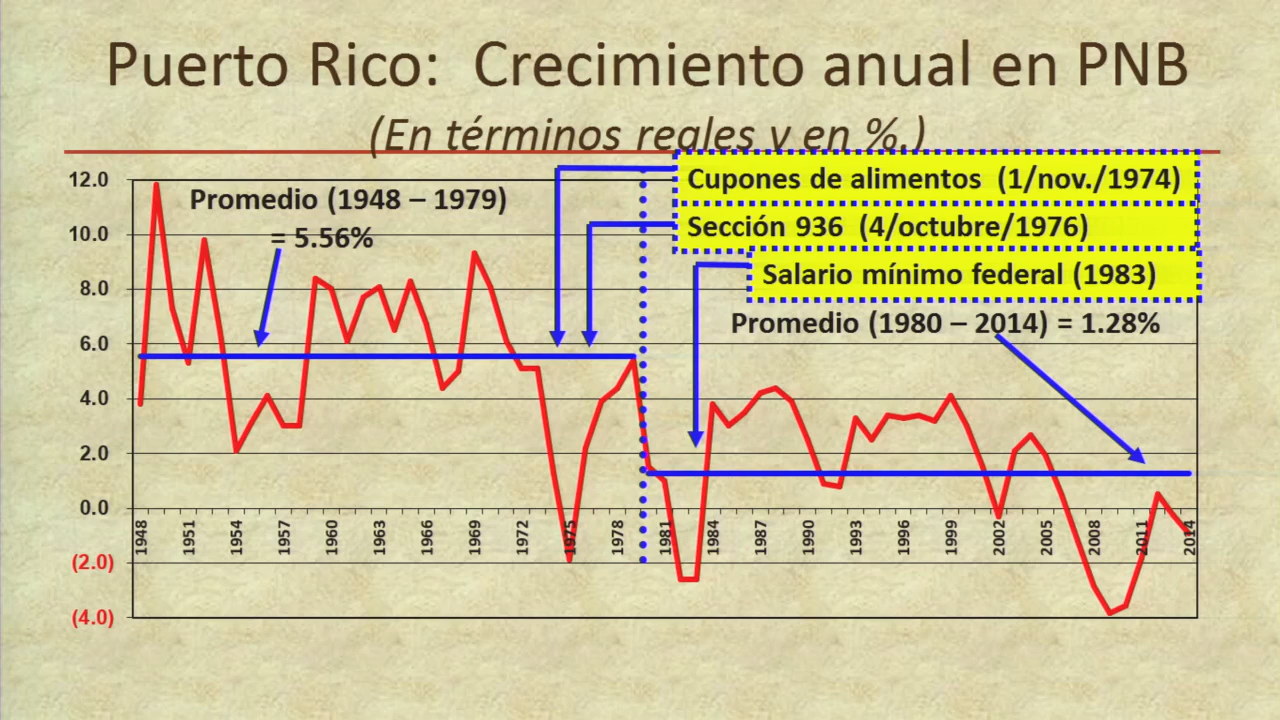 Puerto Rico: Crecimiento anual en PNB
(En términos reales y en %.)
Cupones de alimentos (1/nov./1974)
Sección 936 (4/octubre/1976)
Salario mínimo federal (1983)
Promedio (1948 – 1979)
= 5.56%
Promedio (1980 – 2014) = 1.28%
12.0
10.0
8.0
6.0
4.0
2.0
0.0
(2.0)
(4.0)
1948 1951 1954 1957 1960 1963 1966 1969 1972 1975 1978 1981 1984 1987 1990 1993 1996 1999 2002 2005 2008 2011 2014